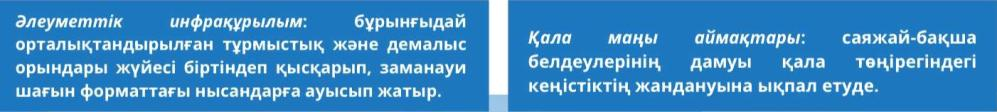 Әлеуметтік инфрақұрылым: бұрынғыдай
орталықтандырылған тұрмыстық және демалыс
орындары жүйесі біртіндеп қысқарып, заманауи
шағын форматтағы нысандарға ауысып жатыр.
Қала маңы аймақтары: саяжай-бақша
белдеулерінің дамуы қала төңірегіндегі
кеңістіктің жандануына ықпал етуде.